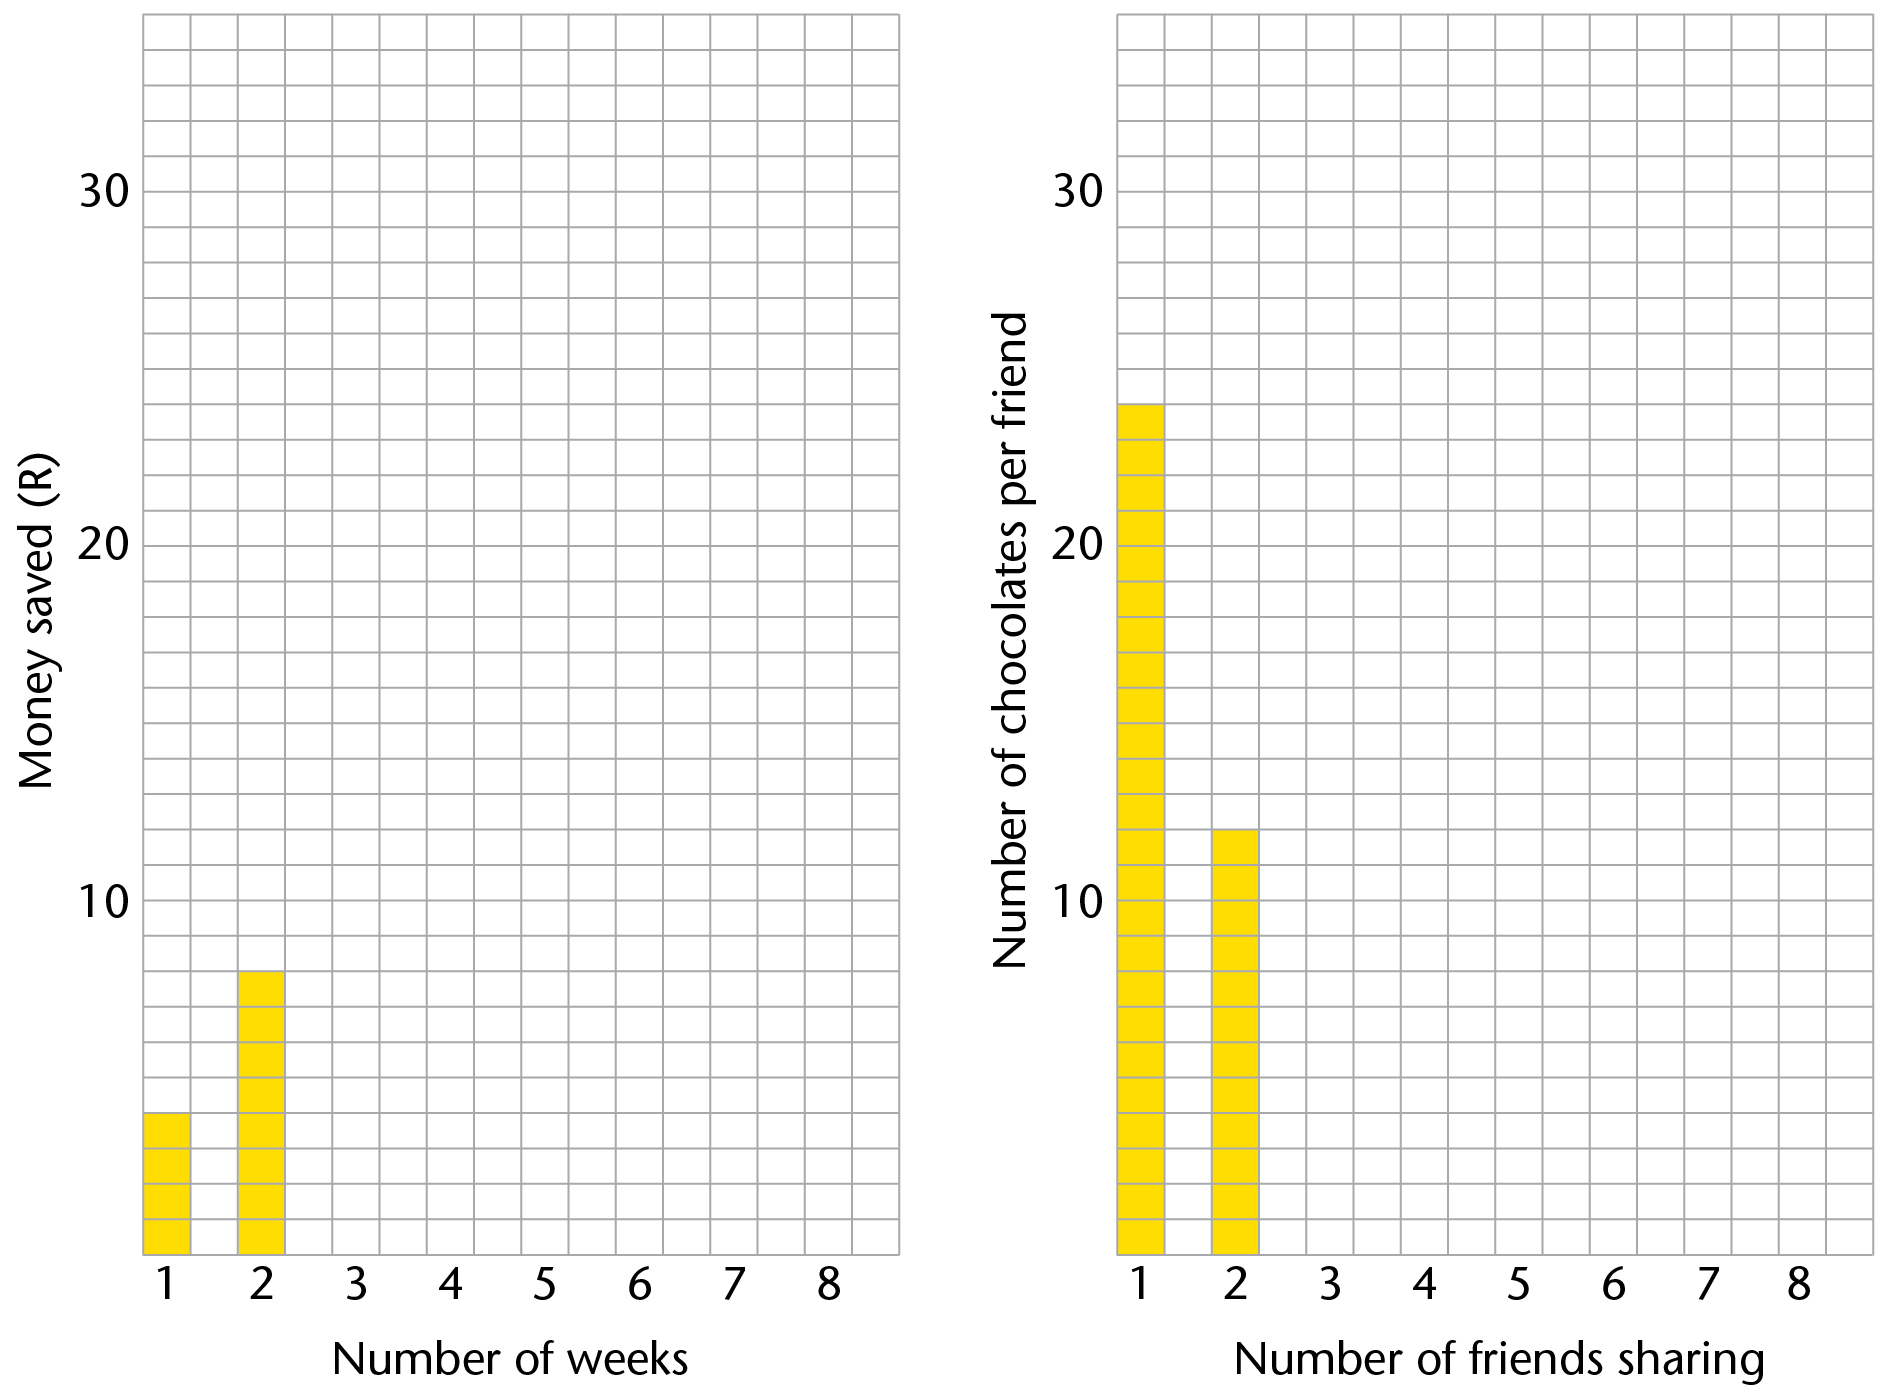 Money saved (R)
30
20
10
1 2 3 4 5 6 7 8
Number of weeks
Number of chocolates per friend
30
20
10
1 2 3 4 5 6 7 8
Number of friends sharing